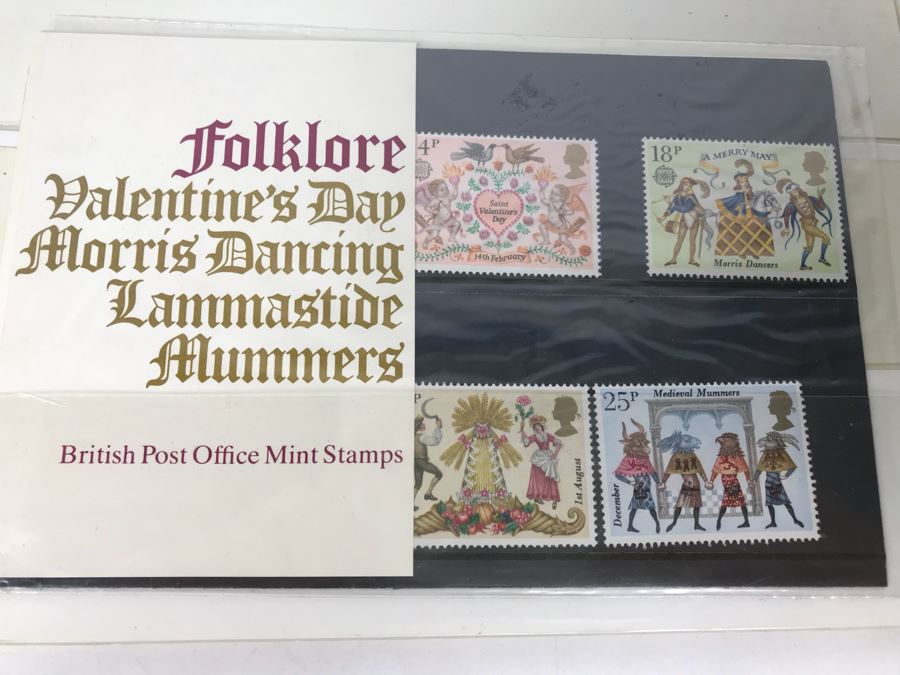 Folklore
Valentine's Day
Morris Dancing
Lammastide
Mummers
British Post Office Mint Stamps
4P
Saint
Valentine's
Day
14th February
18P
A MERRY MAY
Morris Dancers
P
1st August
25P
Medieval Mummers
December